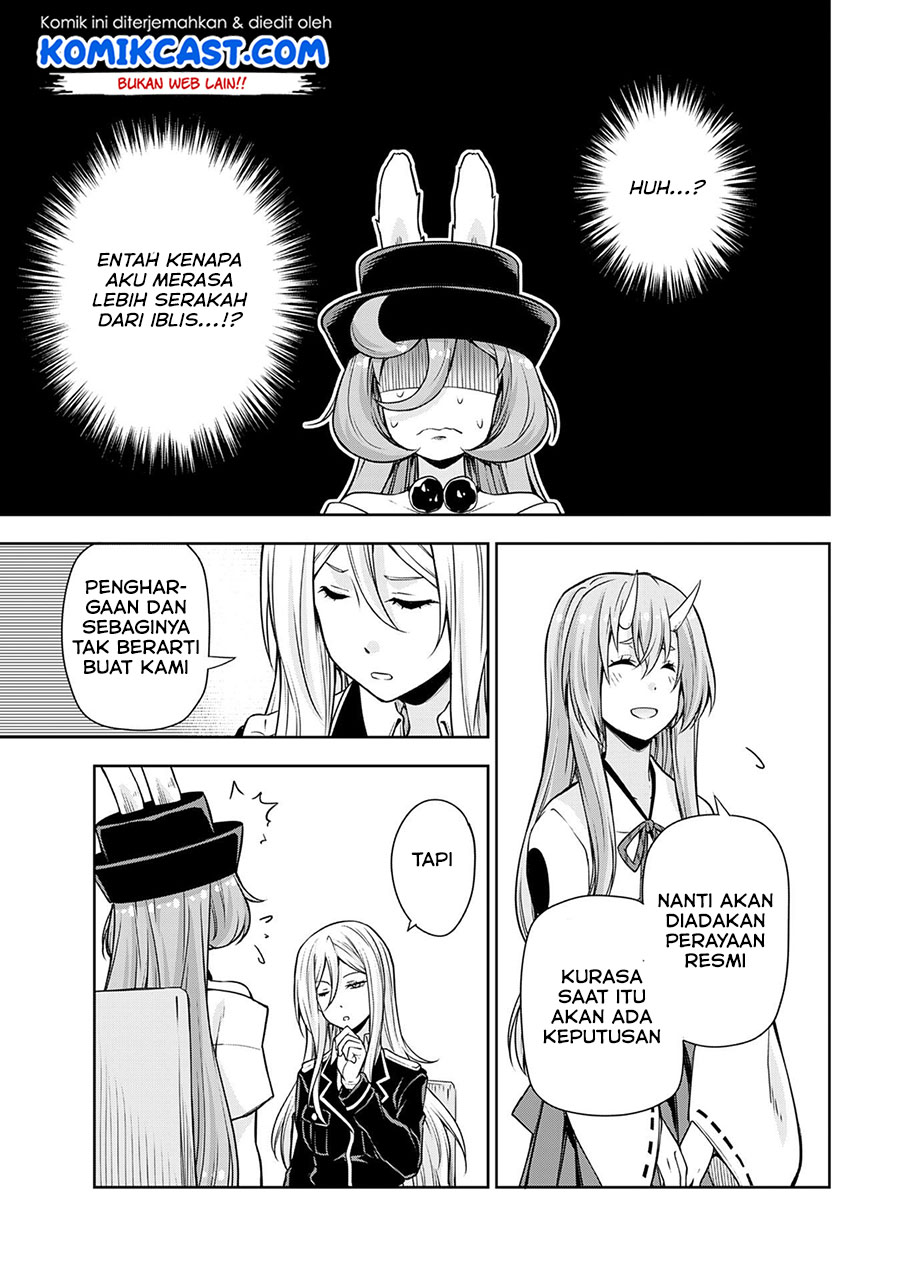 Komik ini diterjemahkan & diedit oleh
KOMIKCAST.COM
BUKAN WEB LAIN!!
HUH...?
ENTAH KENAPA
AKU MERASA
LEBIH SERAKAH
DARI IBLIS...!?
NANTI AKAN
DIADAKAN
PERAYAAN
RESMI
KURASA
SAAT ITU
AKAN ADA
KEPUTUSAN
PENGHAR-
GAAN DAN
SEBAGINYA
TAK BERARTI
BUAT KAMI
TAPI